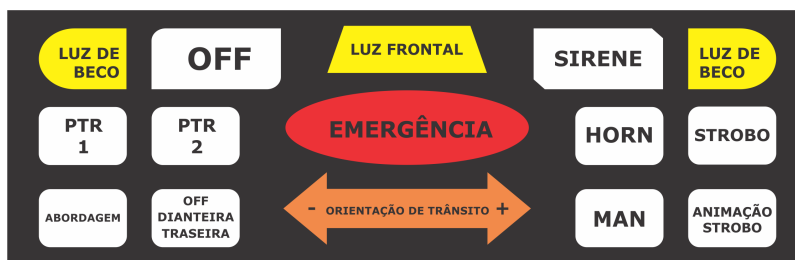 LUZ DE
BECO
OFF
LUZ FRONTAL
SIRENE
LUZ DE
BECO
PTR
1
PTR
2
EMERGÊNCIA
HORN
STROBO
ABORDAGEM
OFF
DIANTEIRA
TRASEIRA
- ORIENTAÇÃO DE TRÂNSITO +
MAN
ANIMAÇÃO
STROBO